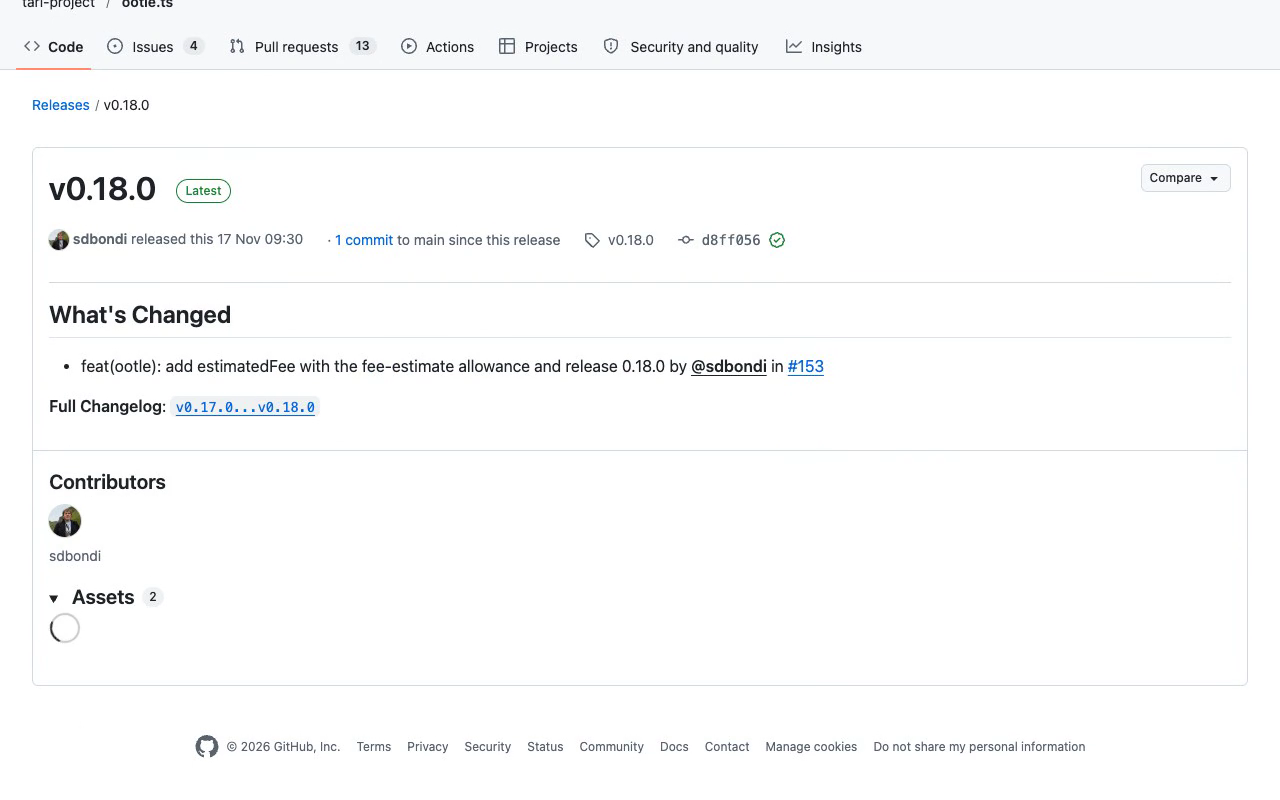 tari-project / ootle.ts
Code Issues 4 Pull requests 13 Actions Projects Security and quality Insights
Releases / v0.18.0
v0.18.0 Latest Compare
sdbondi released this 17 Nov 09:30 · 1 commit to main since this release v0.18.0 d8ff056
What's Changed
• feat(ootle): add estimatedFee with the fee-estimate allowance and release 0.18.0 by @sdbondi in #153
Full Changelog: v0.17.0...v0.18.0
Contributors
sdbondi
Assets 2
© 2026 GitHub, Inc. Terms Privacy Security Status Community Docs Contact Manage cookies Do not share my personal information